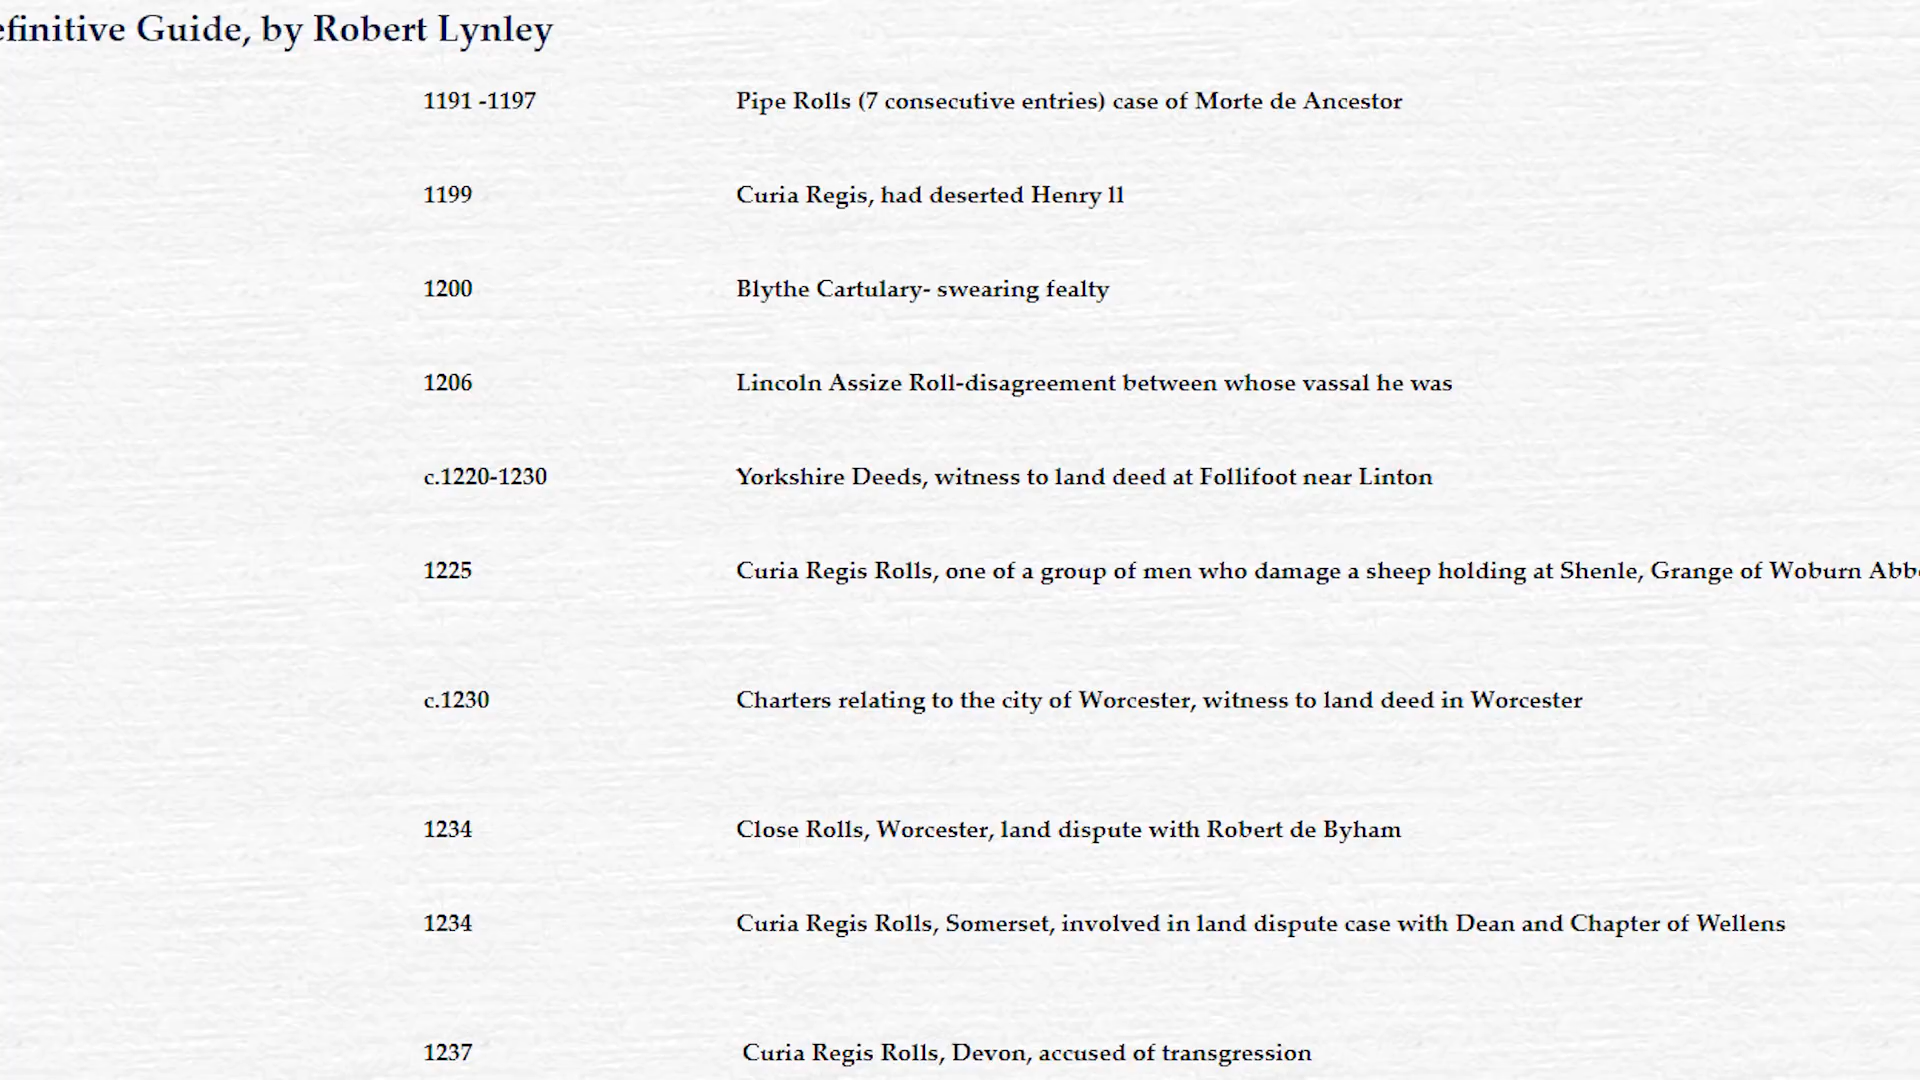 efinitive Guide, by Robert Lynley
1191 -1197 Pipe Rolls (7 consecutive entries) case of Morte de Ancestor
1199 Curia Regis, had deserted Henry ll
1200 Blythe Cartulary- swearing fealty
1206 Lincoln Assize Roll-disagreement between whose vassal he was
c.1220-1230 Yorkshire Deeds, witness to land deed at Follifoot near Linton
1225 Curia Regis Rolls, one of a group of men who damage a sheep holding at Shenle, Grange of Woburn Abb
c.1230 Charters relating to the city of Worcester, witness to land deed in Worcester
1234 Close Rolls, Worcester, land dispute with Robert de Byham
1234 Curia Regis Rolls, Somerset, involved in land dispute case with Dean and Chapter of Wellens
1237 Curia Regis Rolls, Devon, accused of transgression